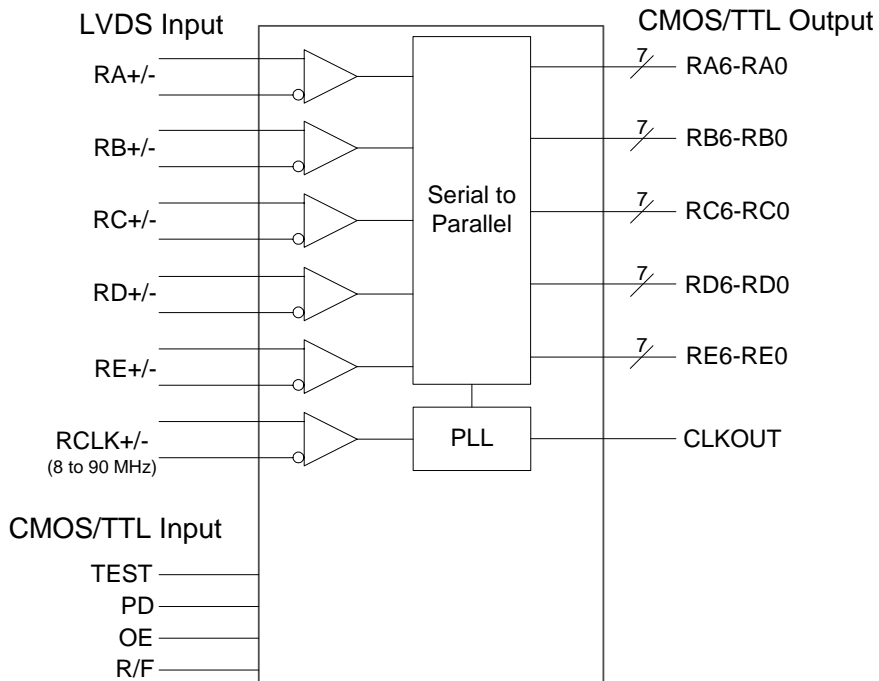 LVDS Input
CMOS/TTL Output
RA+/-
7
RA6-RA0
RB+/-
7
RB6-RB0
Serial to
Parallel
RC+/-
7
RC6-RC0
RD+/-
7
RD6-RD0
RE+/-
7
RE6-RE0
RCLK+/-
(8 to 90 MHz)
PLL
CLKOUT
CMOS/TTL Input
TEST
PD
OE
R/F